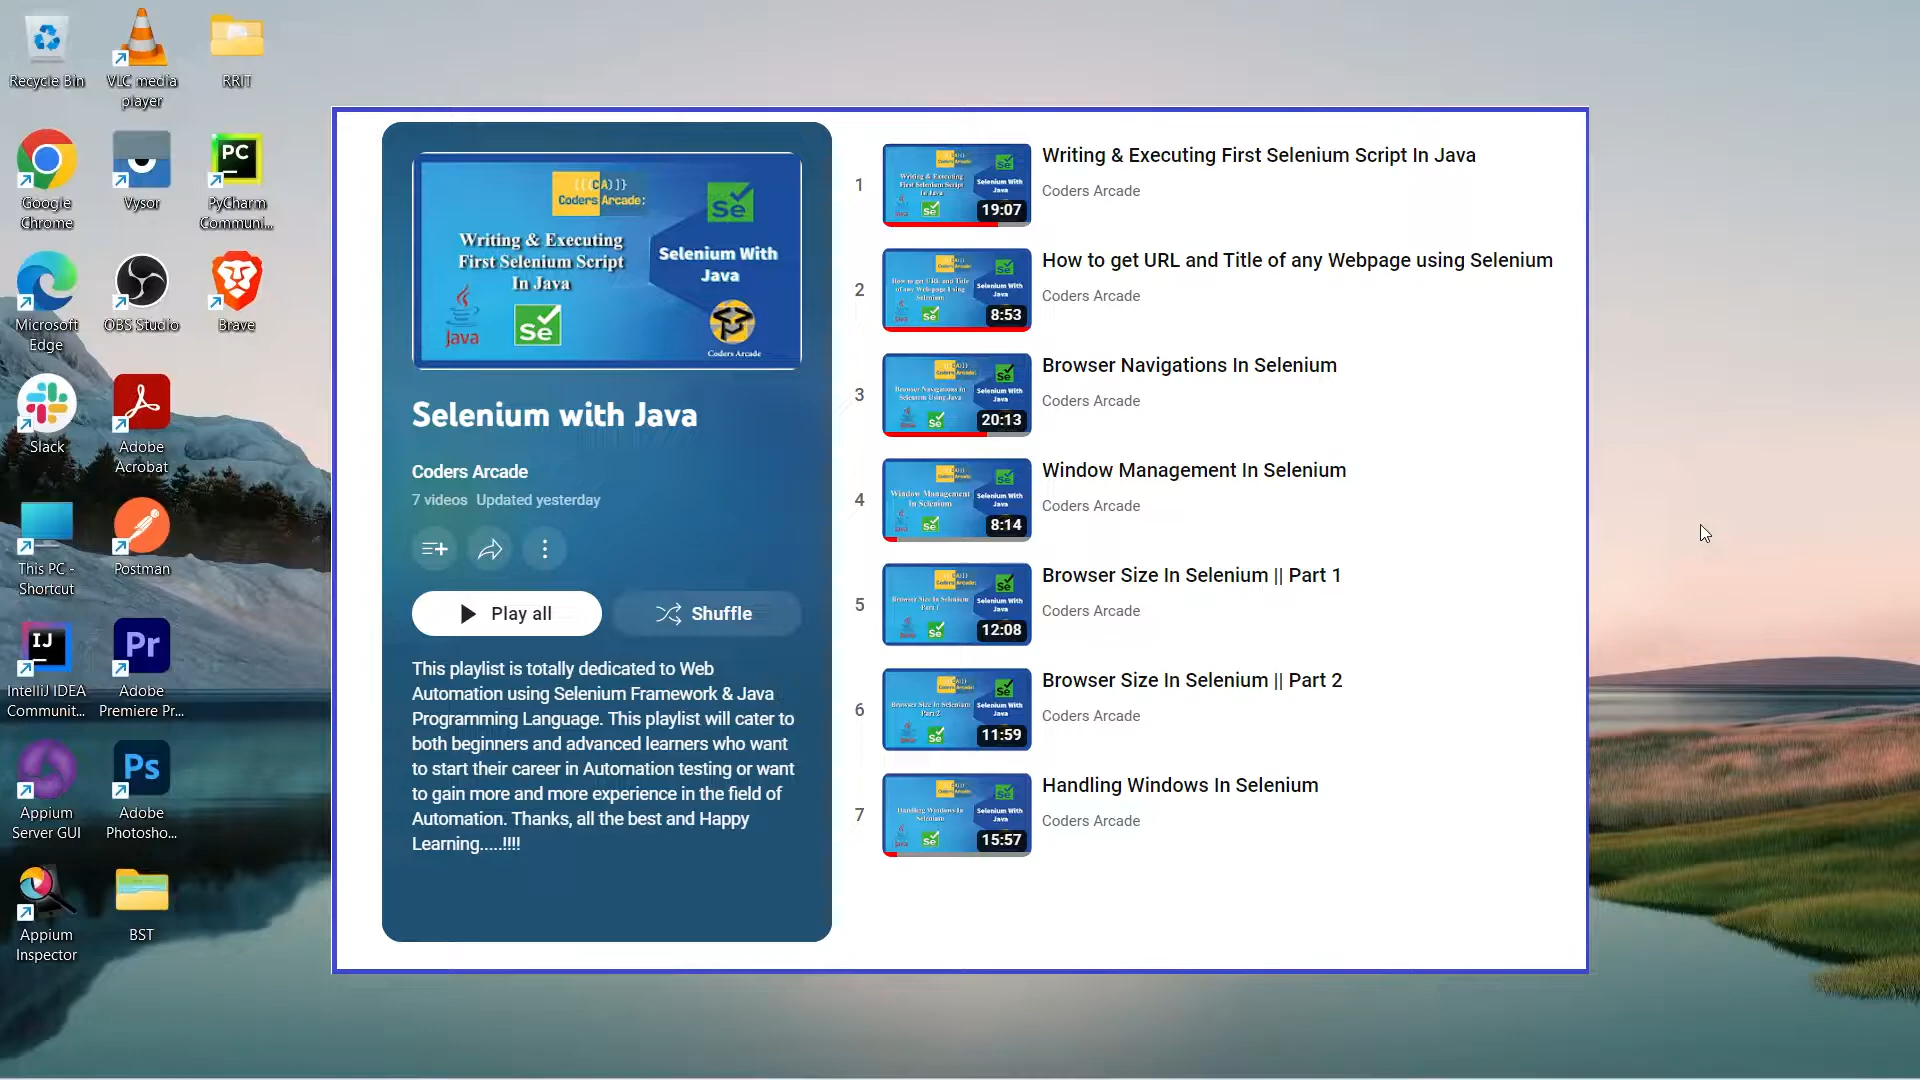 Recycle Bin
VLC media
player
RRIT
Google
Chrome
Vysor
PC
PyCharm
Communi...
Microsoft
Edge
OBS Studio
Brave
Slack
Adobe
Acrobat
This PC -
Shortcut
Postman
IJ
IntelliJ IDEA
Communit...
Pr
Adobe
Premiere Pr...
Appium
Server GUI
Ps
Adobe
Photosho...
Appium
Inspector
BST
Coders Arcade:
Se
Writing & Executing
First Selenium Script
In Java
Selenium With
Java
Java
Se
Coders Arcade
Selenium with Java
Coders Arcade
7 videos Updated yesterday
Play all
Shuffle
This playlist is totally dedicated to Web
Automation using Selenium Framework & Java
Programming Language. This playlist will cater to
both beginners and advanced learners who want
to start their career in Automation testing or want
to gain more and more experience in the field of
Automation. Thanks, all the best and Happy
Learning.....!!!!
1
19:07
Writing & Executing First Selenium Script In Java
Coders Arcade
2
8:53
How to get URL and Title of any Webpage using Selenium
Coders Arcade
3
20:13
Browser Navigations In Selenium
Coders Arcade
4
8:14
Window Management In Selenium
Coders Arcade
5
12:08
Browser Size In Selenium || Part 1
Coders Arcade
6
11:59
Browser Size In Selenium || Part 2
Coders Arcade
7
15:57
Handling Windows In Selenium
Coders Arcade